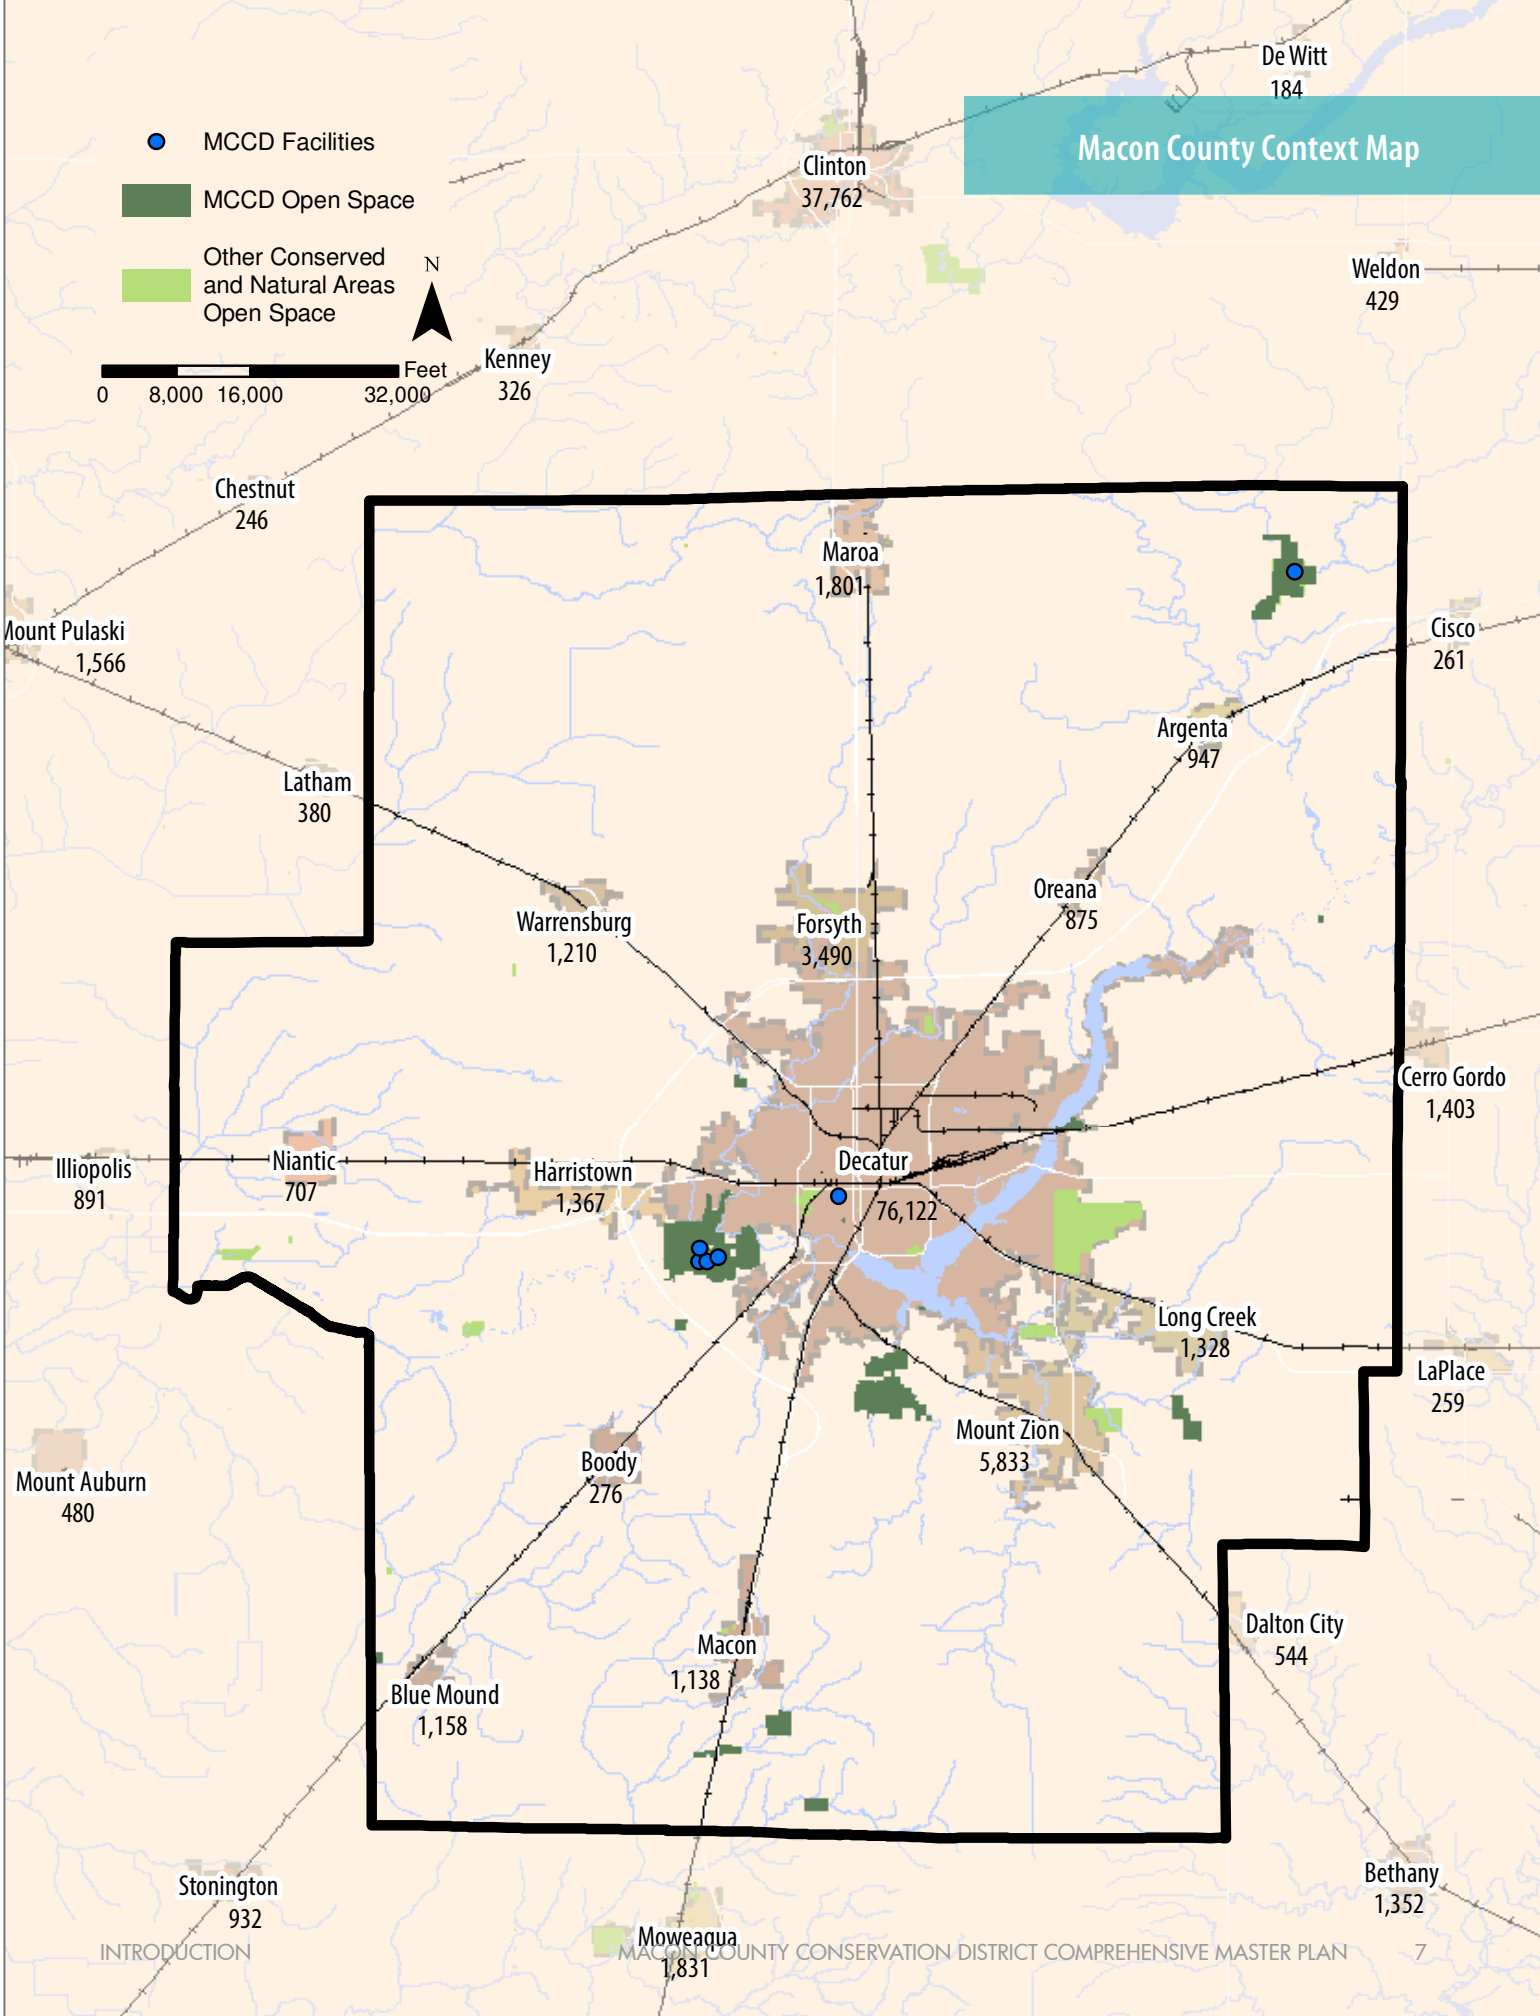 De Witt
184
Macon County Context Map
MCCD Facilities
MCCD Open Space
Other Conserved
and Natural Areas
Open Space
N
Feet
0 8,000 16,000 32,000
Clinton
37,762
Weldon
429
Kenney
326
Chestnut
246
Maroa
1,801
Mount Pulaski
1,566
Cisco
261
Argenta
947
Latham
380
Oreana
875
Warrensburg
1,210
Forsyth
3,490
Cerro Gordo
1,403
Illiopolis
891
Niantic
707
Harristown
1,367
Decatur
76,122
Long Creek
1,328
LaPlace
259
Mount Zion
5,833
Boody
276
Mount Auburn
480
Dalton City
544
Macon
1,138
Blue Mound
1,158
Stonington
932
Bethany
1,352
Moweaqua
1,831
INTRODUCTION
MACON COUNTY CONSERVATION DISTRICT COMPREHENSIVE MASTER PLAN 7